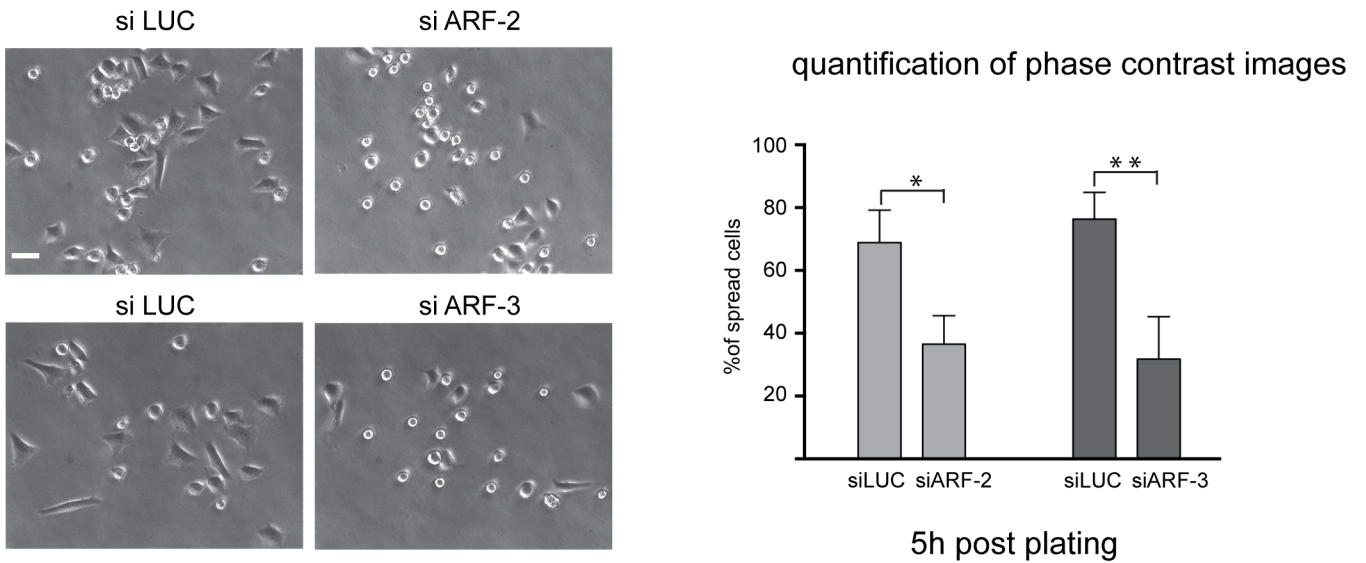 si LUC
si ARF-2
si LUC
si ARF-3
quantification of phase contrast images
%of spread cells
100
80
60
40
20
*
* *
siLUC siARF-2
siLUC siARF-3
5h post plating